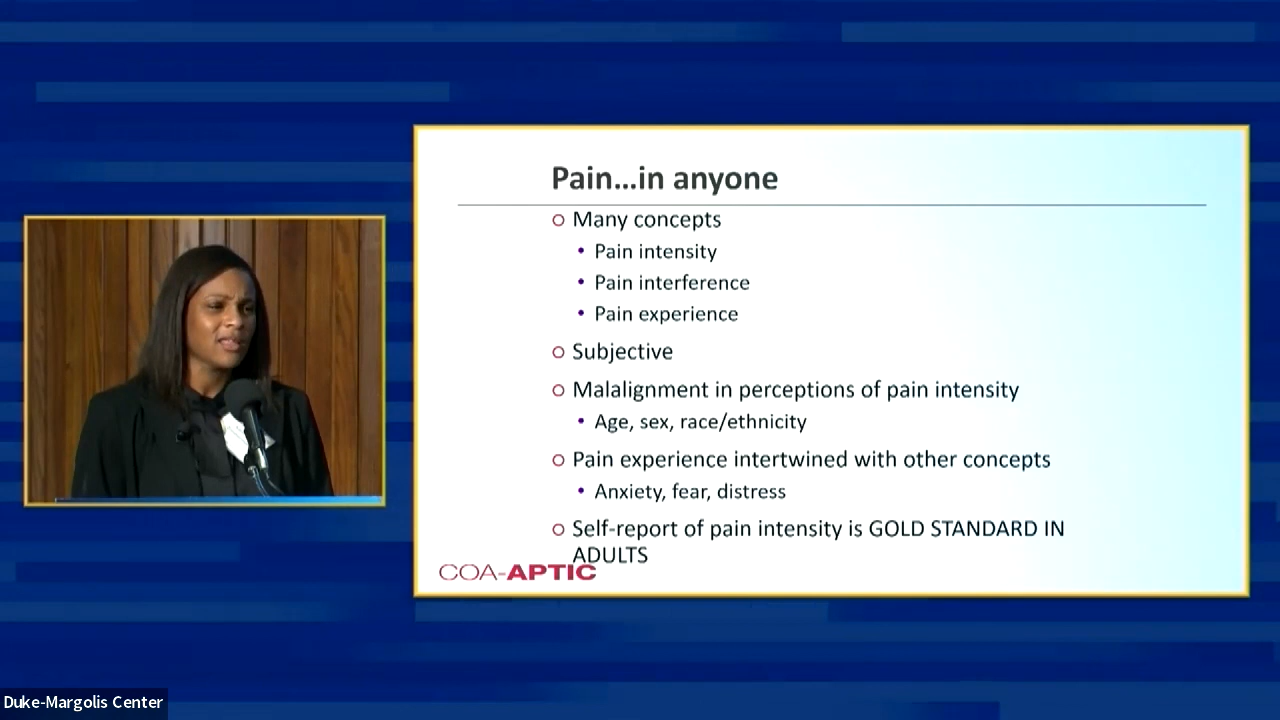 Pain...in anyone
Many concepts
Pain intensity
Pain interference
Pain experience
Subjective
Malalignment in perceptions of pain intensity
Age, sex, race/ethnicity
Pain experience intertwined with other concepts
Anxiety, fear, distress
Self-report of pain intensity is GOLD STANDARD IN
ADULTS
COA-APTIC
Duke-Margolis Center